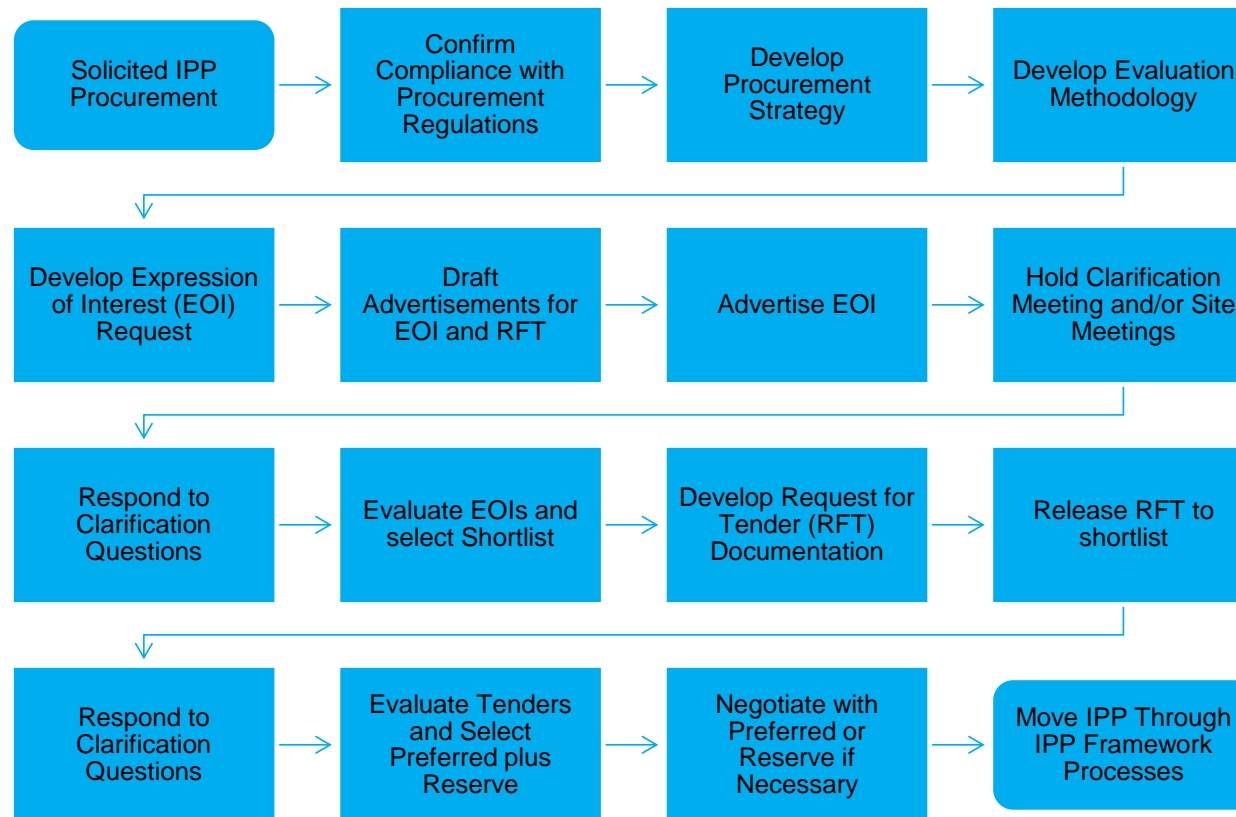 Solicited IPP
Procurement
Confirm
Compliance with
Procurement
Regulations
Develop
Procurement
Strategy
Develop Evaluation
Methodology
Develop Expression
of Interest (EOI)
Request
Draft
Advertisements for
EOI and RFT
Advertise EOI
Hold Clarification
Meeting and/or Site
Meetings
Respond to
Clarification
Questions
Evaluate EOIs and
select Shortlist
Develop Request for
Tender (RFT)
Documentation
Release RFT to
shortlist
Respond to
Clarification
Questions
Evaluate Tenders
and Select
Preferred plus
Reserve
Negotiate with
Preferred or
Reserve if
Necessary
Move IPP Through
IPP Framework
Processes